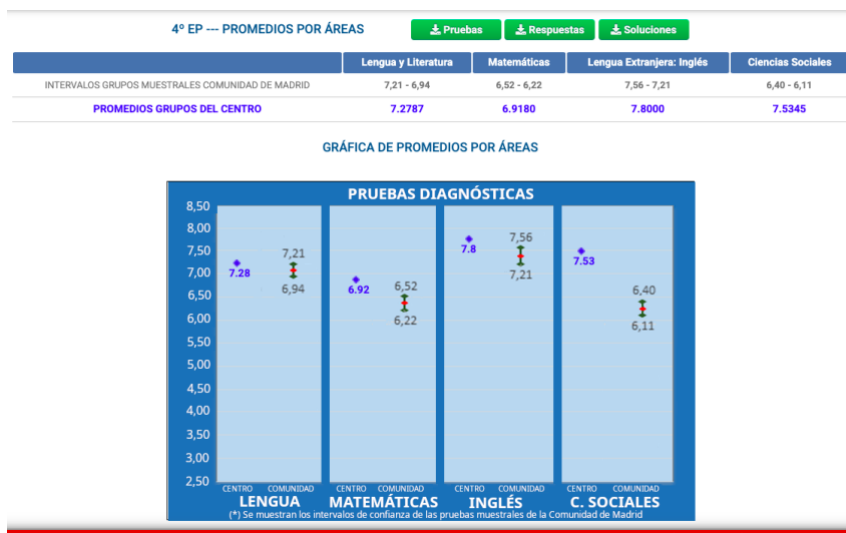 4º EP --- PROMEDIOS POR ÁREAS Pruebas Respuestas Soluciones
Lengua y Literatura Matemáticas Lengua Extranjera: Inglés Ciencias Sociales
INTERVALOS GRUPOS MUESTRALES COMUNIDAD DE MADRID 7,21 - 6,94 6,52 - 6,22 7,56 - 7,21 6,40 - 6,11
PROMEDIOS GRUPOS DEL CENTRO 7.2787 6.9180 7.8000 7.5345
GRÁFICA DE PROMEDIOS POR ÁREAS
PRUEBAS DIAGNÓSTICAS
8,50
8,00
7,50
7,00
6,50
6,00
5,50
5,00
4,50
4,00
3,50
3,00
2,50
7.28
7,21
6,94
6.92
6,52
6,22
7.8
7,56
7,21
7.53
6,40
6,11
CENTRO COMUNIDAD CENTRO COMUNIDAD CENTRO COMUNIDAD CENTRO COMUNIDAD
LENGUA MATEMÁTICAS INGLÉS C. SOCIALES
(*) Se muestran los intervalos de confianza de las pruebas muestrales de la Comunidad de Madrid